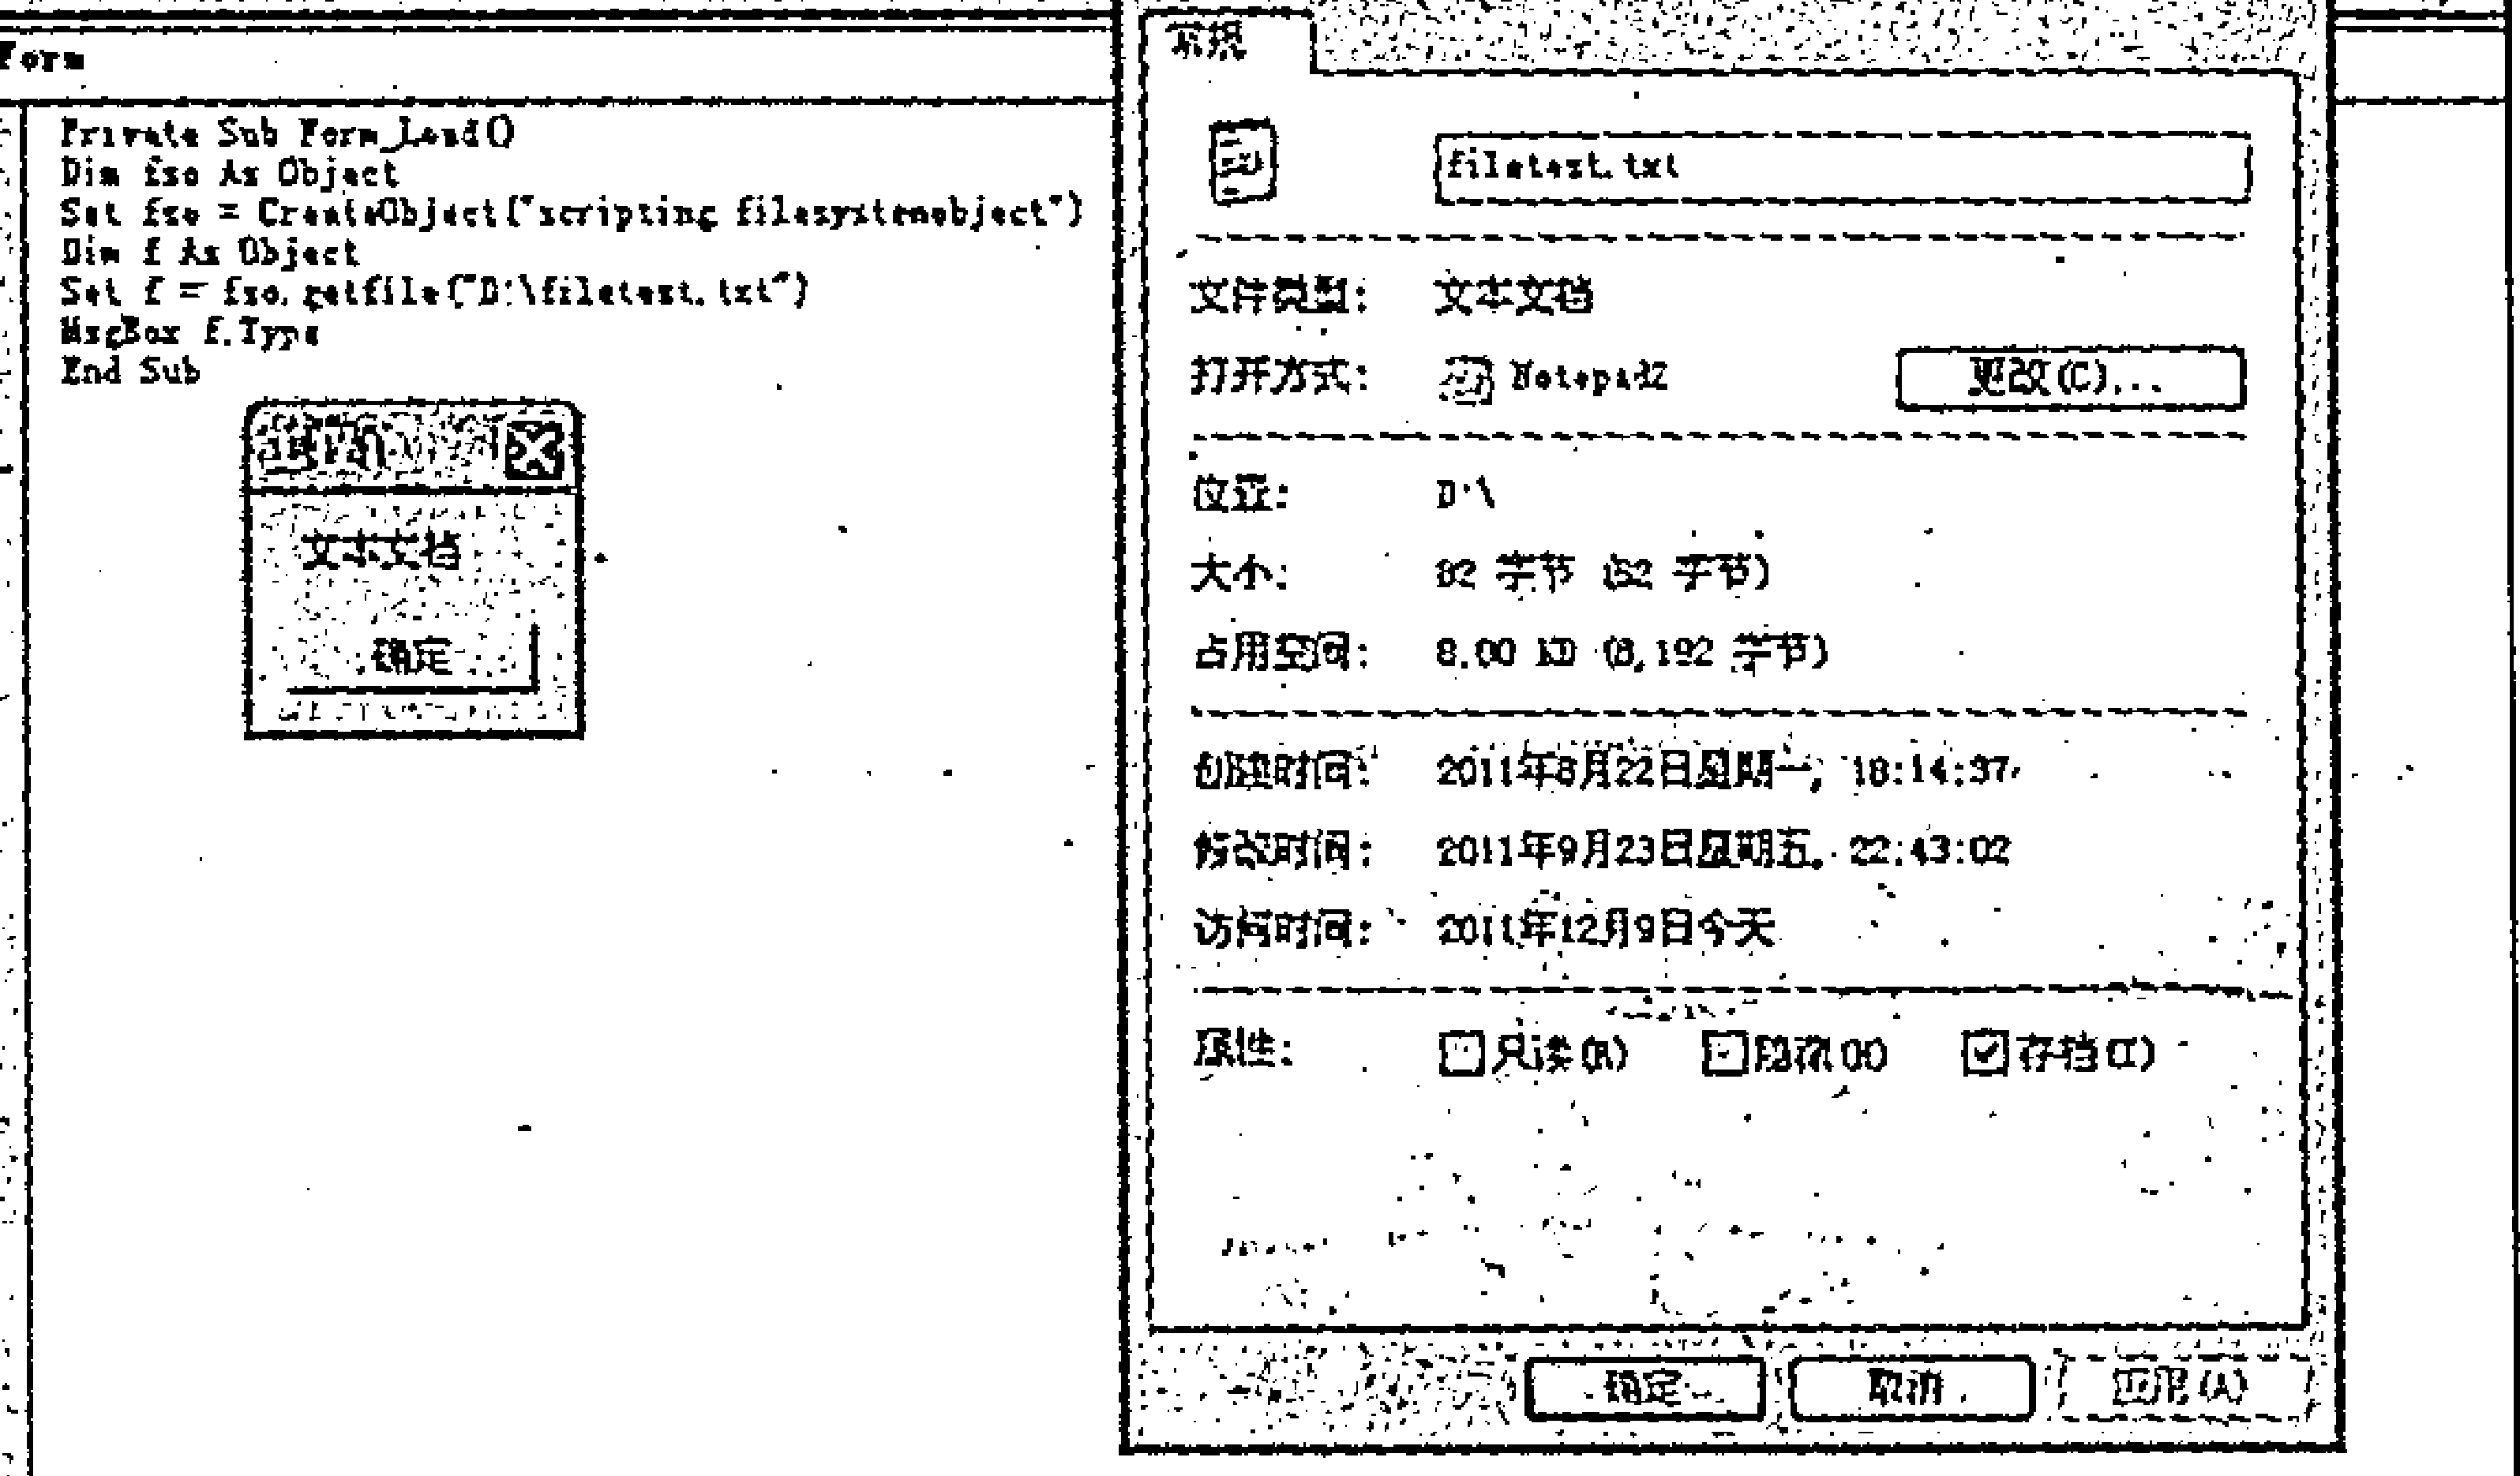 Form
Private Sub Form_Load()
Dim fso As Object
Set fso = CreateObject("scripting.filesystemobject")
Dim f As Object
Set f = fso.getfile("D:\filetest.txt")
MsgBox f.Type
End Sub
文本文档
确定
常规
filetest.txt
文件类型: 文本文档
打开方式: Notepad2 更改(C)...
位置: D:\
大小: 字节 字节)
占用空间: 8.00 KB (8,192 字节)
创建时间: 2011年8月22日星期一, 18:14:37
修改时间: 2011年9月23日星期五, 22:43:02
访问时间: 2011年12月9日今天
属性: 只读(R) 隐藏(H) 存档(I)
确定 取消 应用(A)